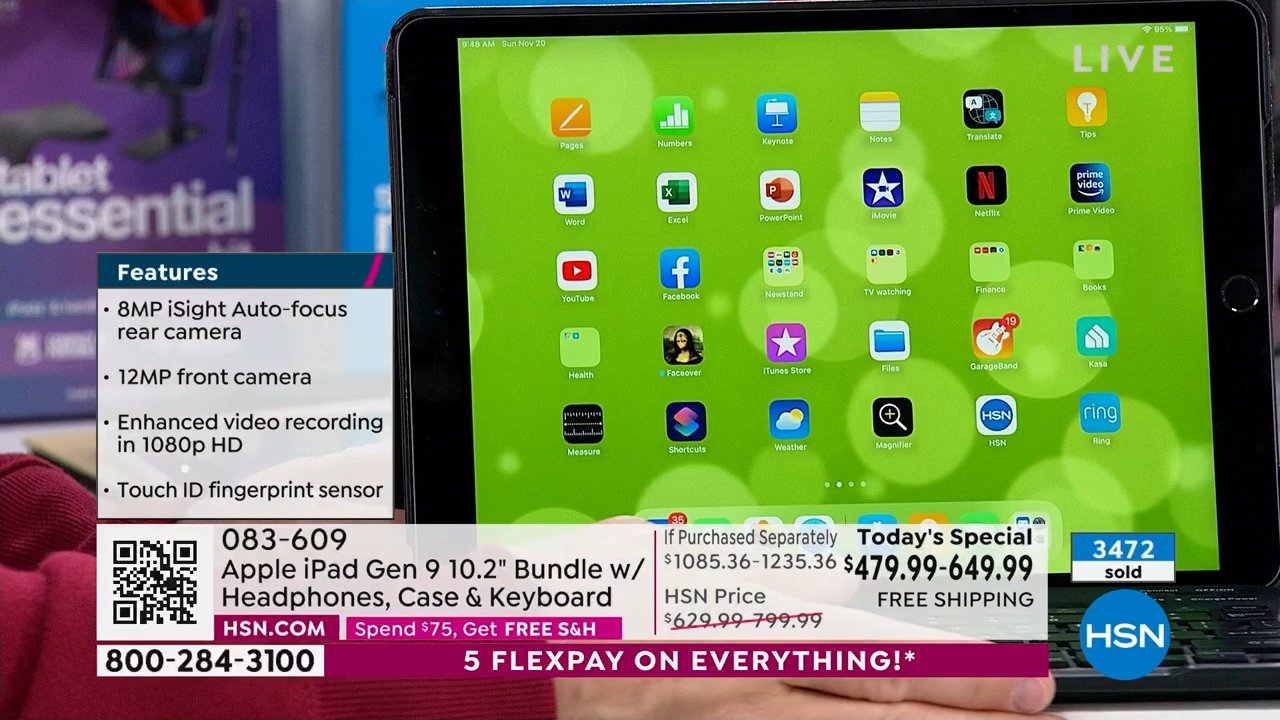 9:48 AM Sun Nov 20
95%
LIVE
Pages
Numbers
Keynote
Notes
Translate
Tips
W
X
P
N
prime video
Word
Excel
PowerPoint
iMovie
Netflix
Prime Video
YouTube
Facebook
Newstand
TV watching
Finance
Books
19
Health
Faceover
iTunes Store
Files
GarageBand
Kasa
HSN
ring
Measure
Shortcuts
Weather
Magnifier
HSN
Ring
35
tablet
essential
Features
• 8MP iSight Auto-focus
rear camera
• 12MP front camera
• Enhanced video recording
in 1080p HD
• Touch ID fingerprint sensor
083-609
Apple iPad Gen 9 10.2" Bundle w/
Headphones, Case & Keyboard
HSN.COM
Spend $75, Get FREE S&H
If Purchased Separately
$1085.36-1235.36
HSN Price
$629.99-799.99
Today's Special
$479.99-649.99
FREE SHIPPING
3472
sold
HSN
800-284-3100
5 FLEXPAY ON EVERYTHING!*